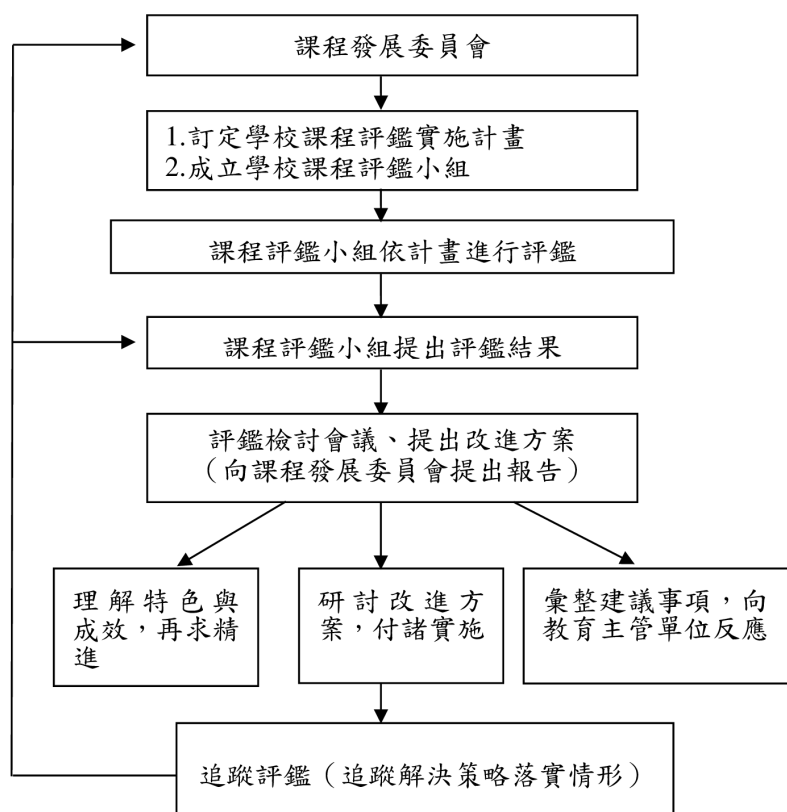 課程發展委員會
1.訂定學校課程評鑑實施計畫
2.成立學校課程評鑑小組
課程評鑑小組依計畫進行評鑑
課程評鑑小組提出評鑑結果
評鑑檢討會議、提出改進方案
（向課程發展委員會提出報告）
理解特色與
成效，再求精
進
研討改進方
案，付諸實施
彙整建議事項，向
教育主管單位反應
追蹤評鑑（追蹤解決策略落實情形）